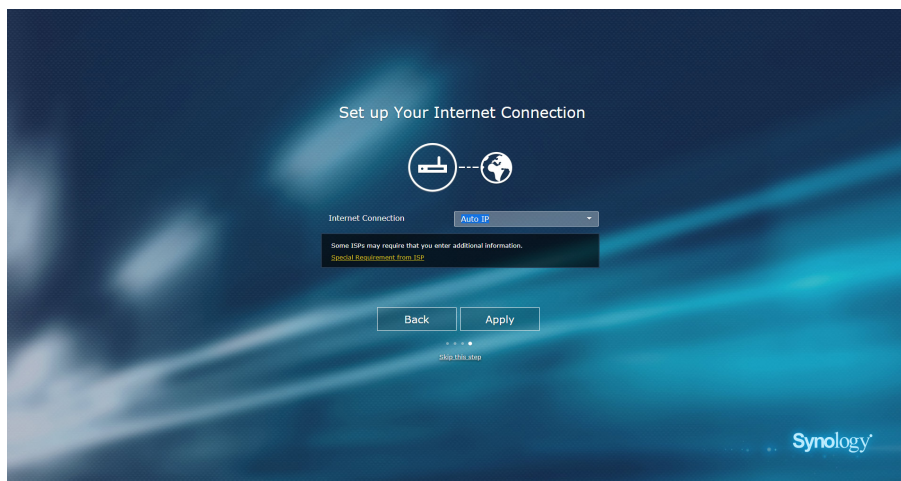 Set up Your Internet Connection
Internet Connection
Auto IP
Some ISPs may require that you enter additional information.
Special Requirement from ISP
Back
Apply
Skip this step
Synology